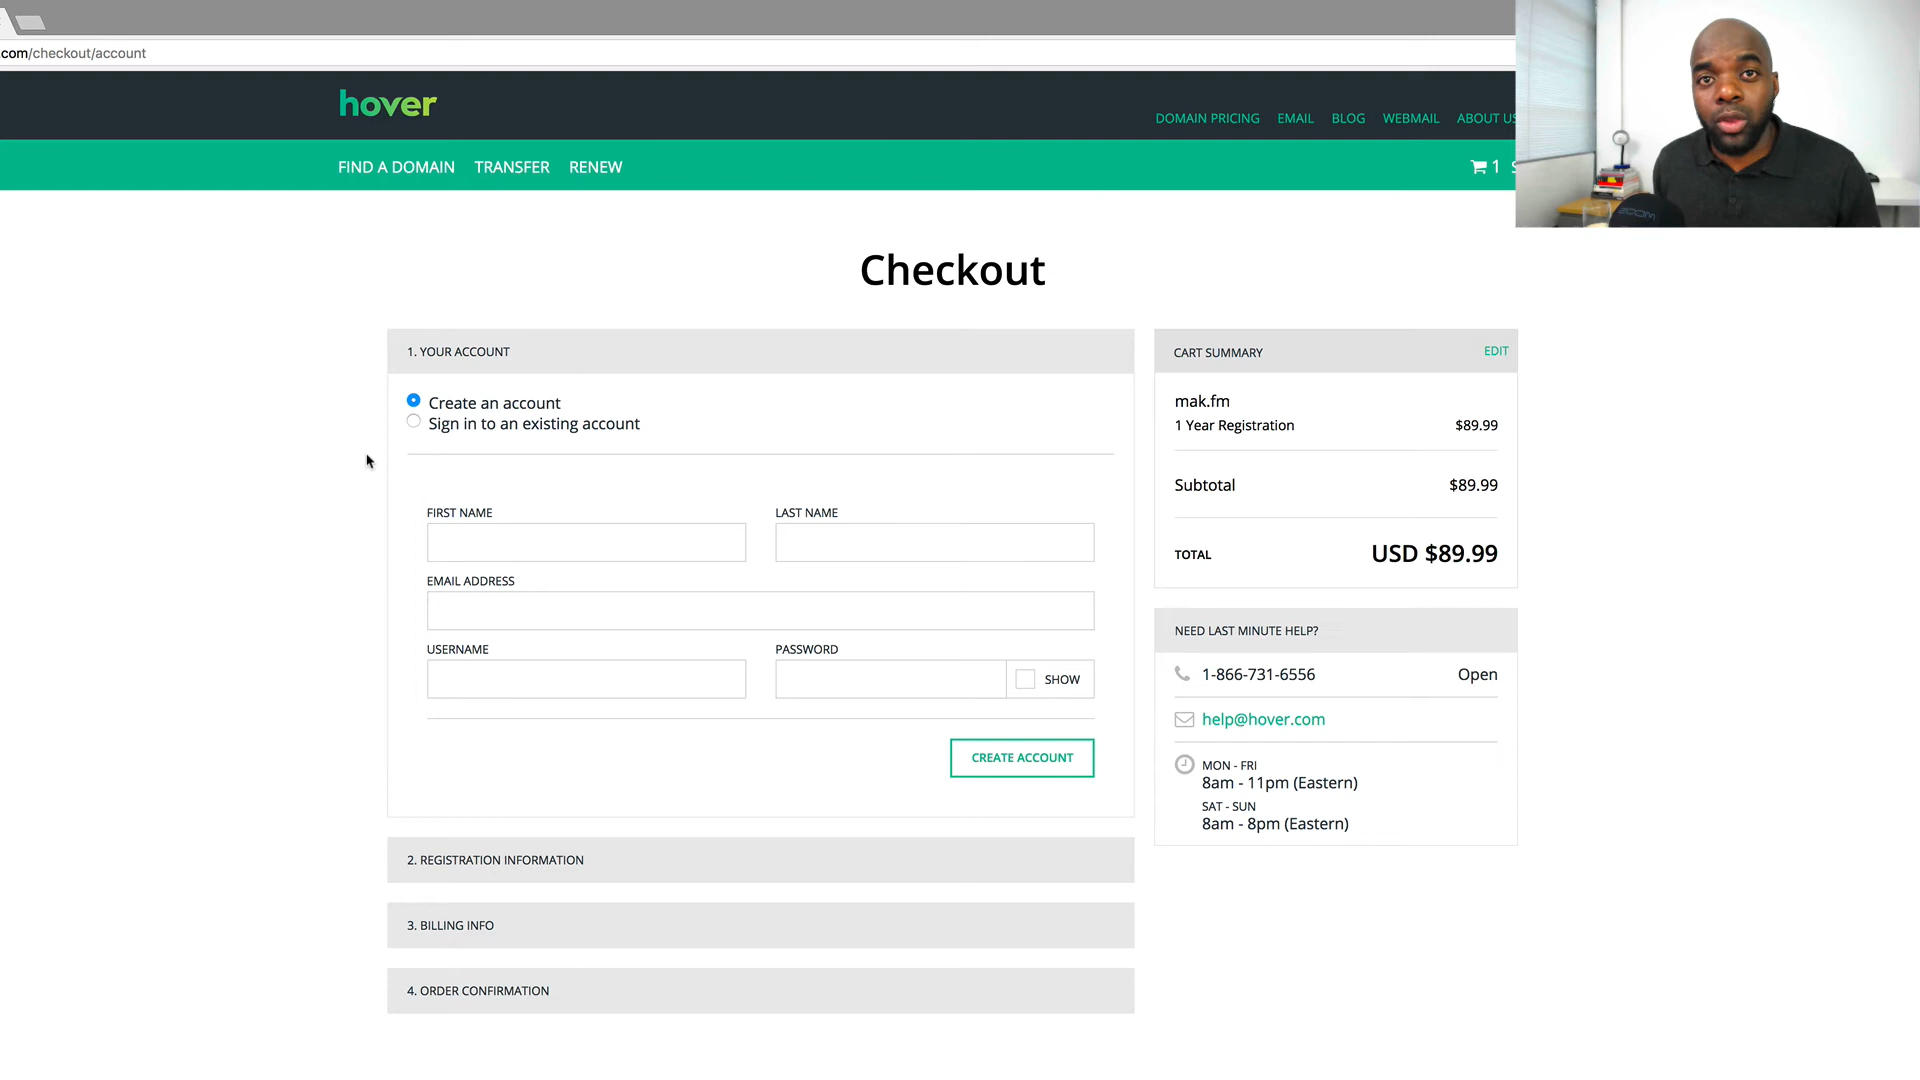 .com/checkout/account
hover
DOMAIN PRICING EMAIL BLOG WEBMAIL ABOUT US
FIND A DOMAIN TRANSFER RENEW
1 S
Checkout
1. YOUR ACCOUNT
Create an account
Sign in to an existing account
FIRST NAME LAST NAME
EMAIL ADDRESS
USERNAME PASSWORD
SHOW
CREATE ACCOUNT
2. REGISTRATION INFORMATION
3. BILLING INFO
4. ORDER CONFIRMATION
CART SUMMARY EDIT
mak.fm
1 Year Registration $89.99
Subtotal $89.99
TOTAL USD $89.99
NEED LAST MINUTE HELP?
1-866-731-6556 Open
help@hover.com
MON - FRI
8am - 11pm (Eastern)
SAT - SUN
8am - 8pm (Eastern)
ZOOM